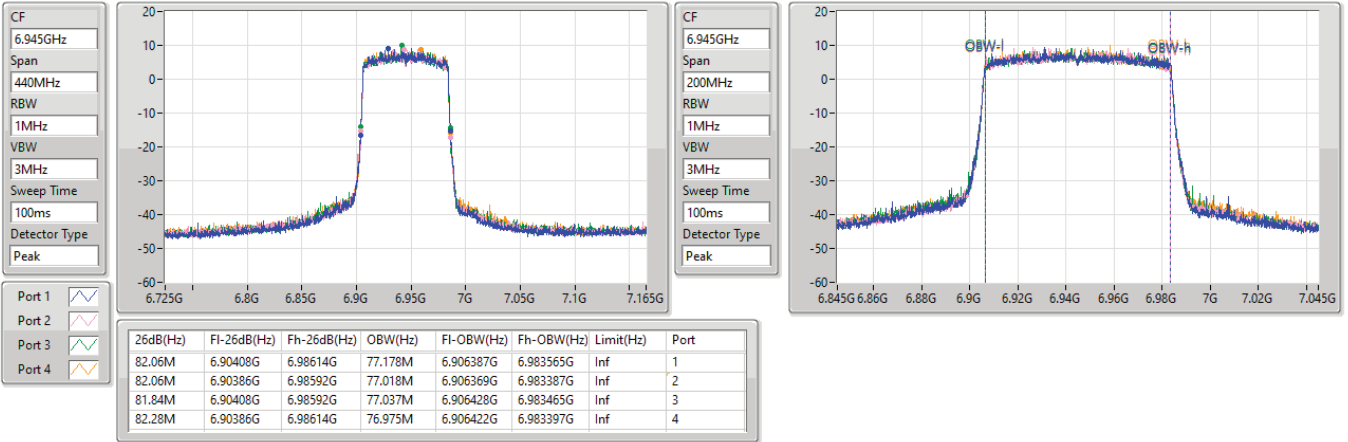 CF
6.945GHz
Span
440MHz
RBW
1MHz
VBW
3MHz
Sweep Time
100ms
Detector Type
Peak
20
10
0
-10
-20
-30
-40
-50
-60
6.725G 6.8G 6.85G 6.9G 6.95G 7G 7.05G 7.1G 7.165G
CF
6.945GHz
Span
200MHz
RBW
1MHz
VBW
3MHz
Sweep Time
100ms
Detector Type
Peak
20
10
0
-10
-20
-30
-40
-50
-60
OBW-l OBW-h
6.845G 6.86G 6.88G 6.9G 6.92G 6.94G 6.96G 6.98G 7G 7.02G 7.045G
Port 1
Port 2
Port 3
Port 4
26dB(Hz) Fl-26dB(Hz) Fh-26dB(Hz) OBW(Hz) Fl-OBW(Hz) Fh-OBW(Hz) Limit(Hz) Port
82.06M 6.90408G 6.98614G 77.178M 6.906387G 6.983565G Inf 1
82.06M 6.90386G 6.98592G 77.018M 6.906369G 6.983387G Inf 2
81.84M 6.90408G 6.98592G 77.037M 6.906428G 6.983465G Inf 3
82.28M 6.90386G 6.98614G 76.975M 6.906422G 6.983397G Inf 4